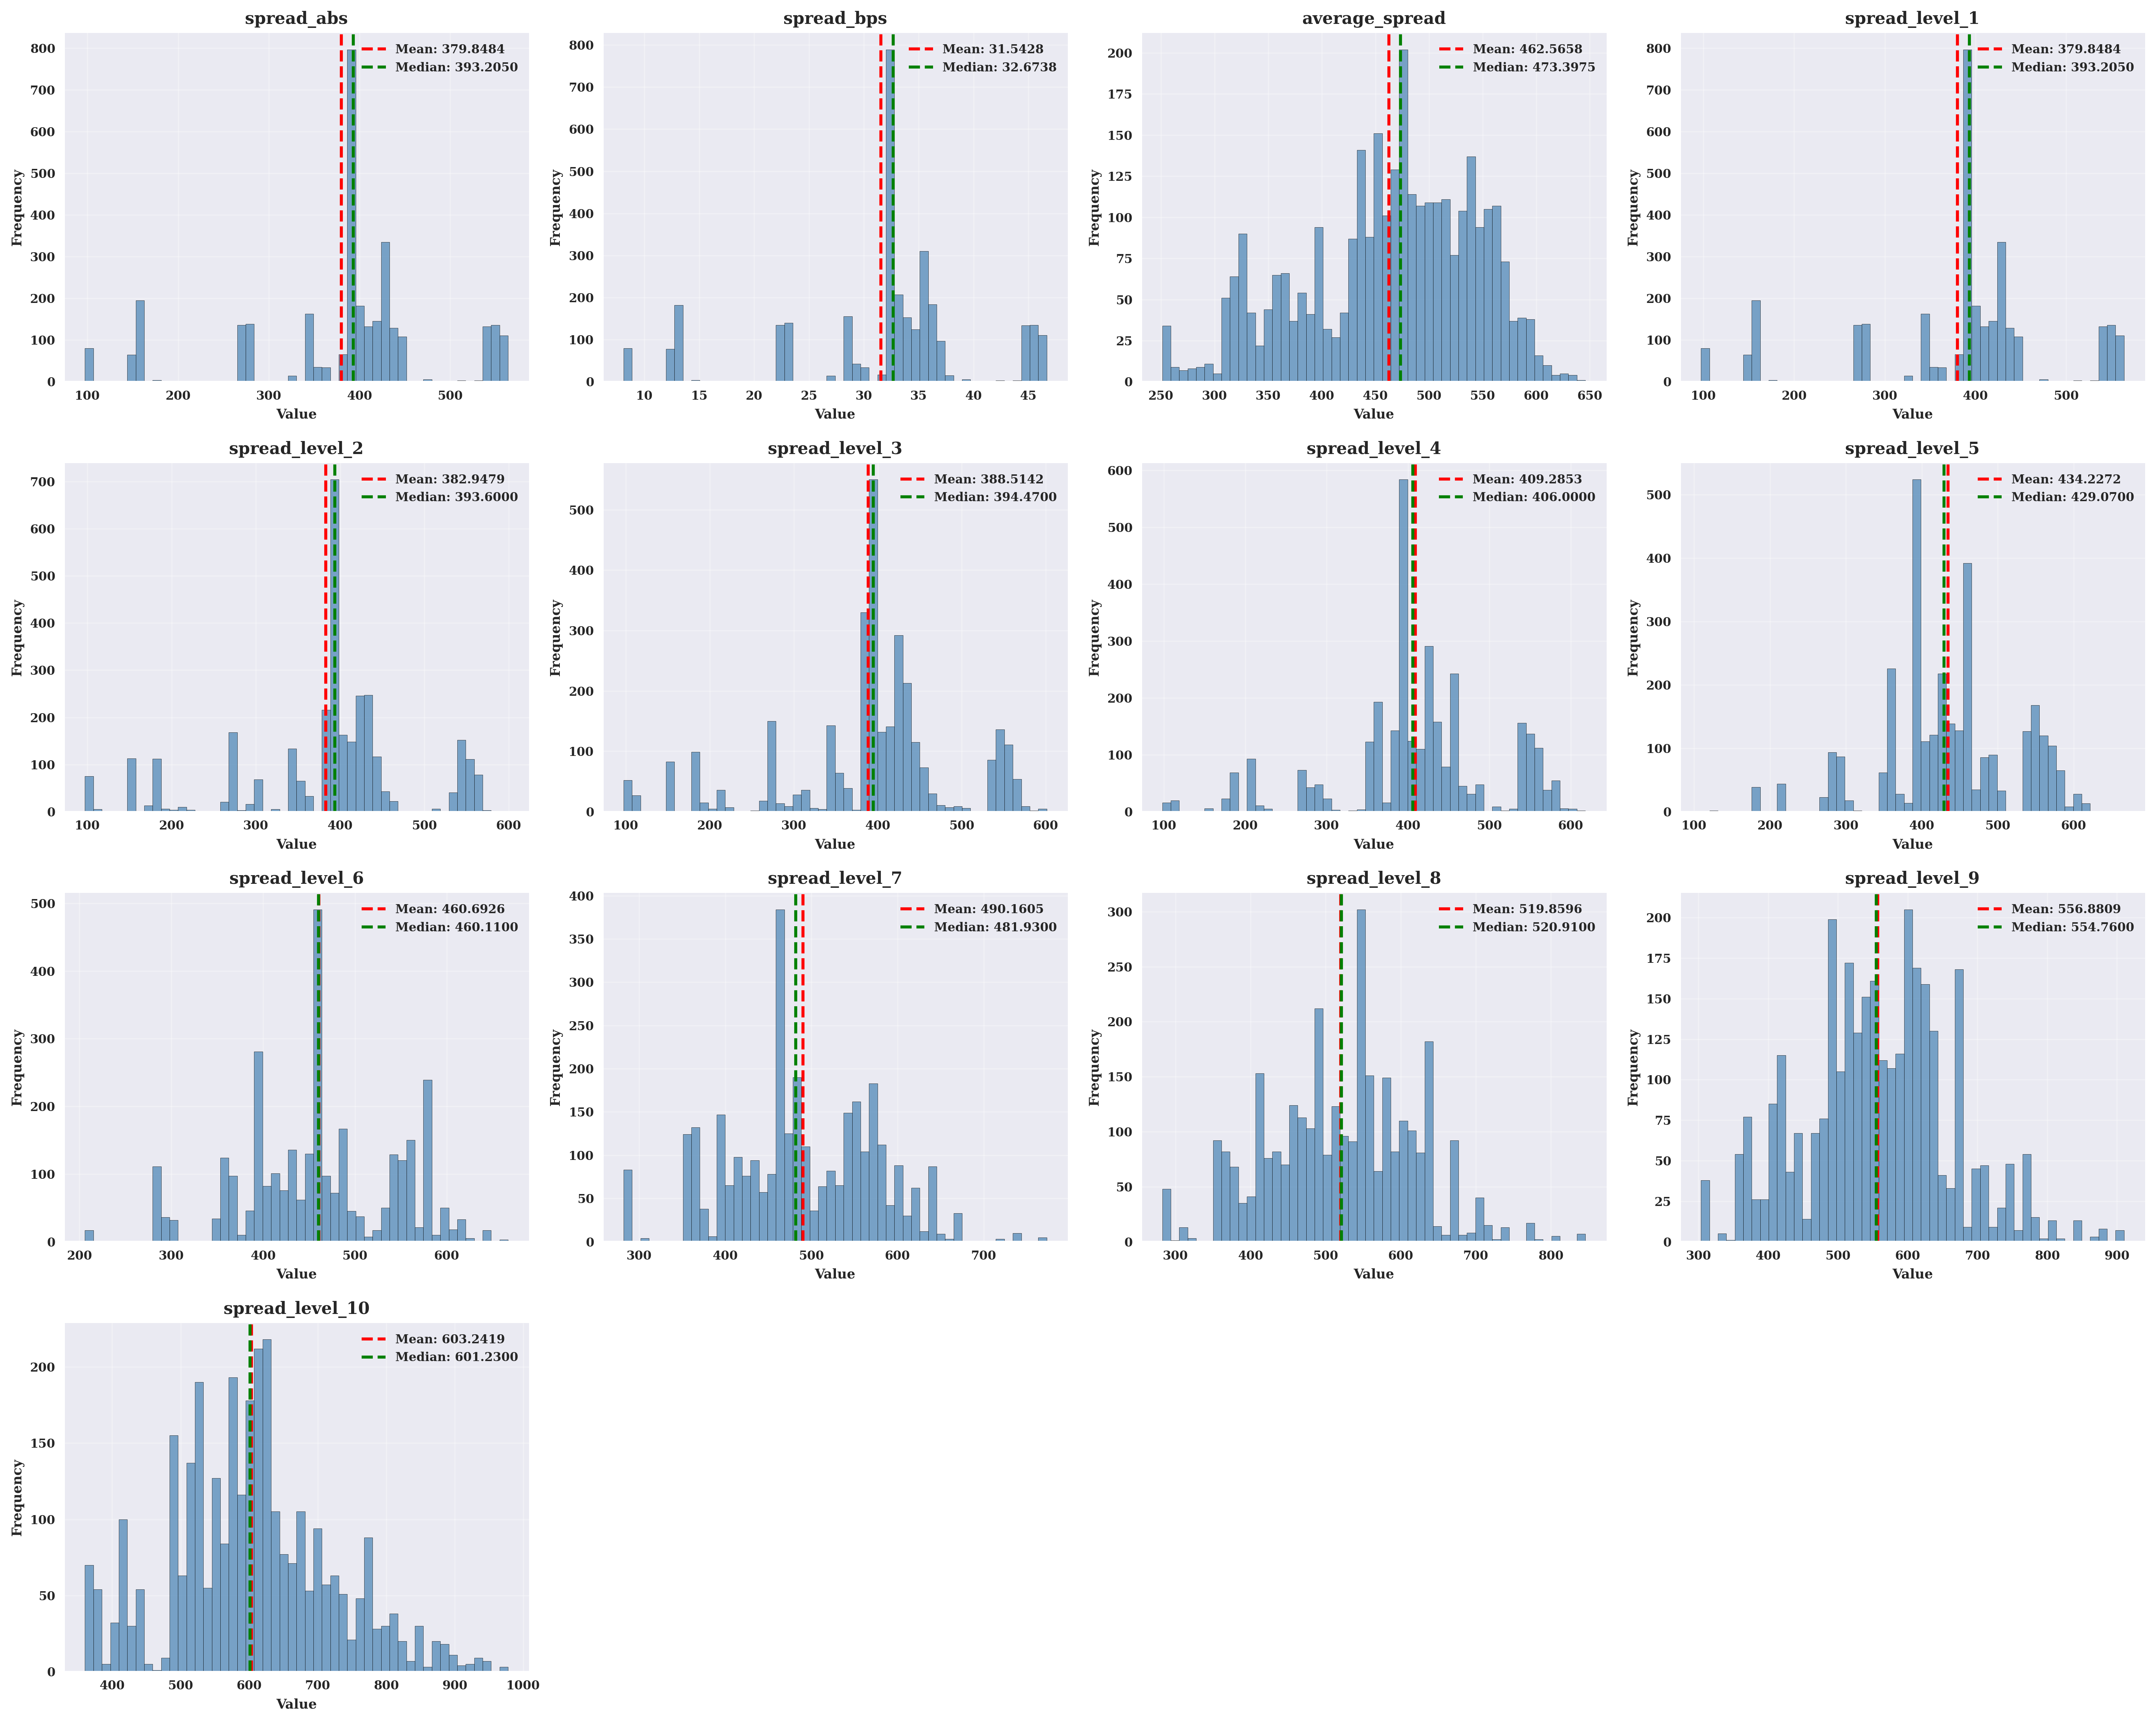 spread_abs
Mean: 379.8484
Median: 393.2050
Frequency
800
700
600
500
400
300
200
100
0
100 200 300 400 500
Value
spread_bps
Mean: 31.5428
Median: 32.6738
Frequency
800
700
600
500
400
300
200
100
0
10 15 20 25 30 35 40 45
Value
average_spread
Mean: 462.5658
Median: 473.3975
Frequency
200
175
150
125
100
75
50
25
0
250 300 350 400 450 500 550 600 650
Value
spread_level_1
Mean: 379.8484
Median: 393.2050
Frequency
800
700
600
500
400
300
200
100
0
100 200 300 400 500
Value
spread_level_2
Mean: 382.9479
Median: 393.6000
Frequency
700
600
500
400
300
200
100
0
100 200 300 400 500 600
Value
spread_level_3
Mean: 388.5142
Median: 394.4700
Frequency
500
400
300
200
100
0
100 200 300 400 500 600
Value
spread_level_4
Mean: 409.2853
Median: 406.0000
Frequency
600
500
400
300
200
100
0
100 200 300 400 500 600
Value
spread_level_5
Mean: 434.2272
Median: 429.0700
Frequency
500
400
300
200
100
0
100 200 300 400 500 600
Value
spread_level_6
Mean: 460.6926
Median: 460.1100
Frequency
500
400
300
200
100
0
200 300 400 500 600
Value
spread_level_7
Mean: 490.1605
Median: 481.9300
Frequency
400
350
300
250
200
150
100
50
0
300 400 500 600 700
Value
spread_level_8
Mean: 519.8596
Median: 520.9100
Frequency
300
250
200
150
100
50
0
300 400 500 600 700 800
Value
spread_level_9
Mean: 556.8809
Median: 554.7600
Frequency
200
175
150
125
100
75
50
25
0
300 400 500 600 700 800 900
Value
spread_level_10
Mean: 603.2419
Median: 601.2300
Frequency
200
150
100
50
0
400 500 600 700 800 900 1000
Value